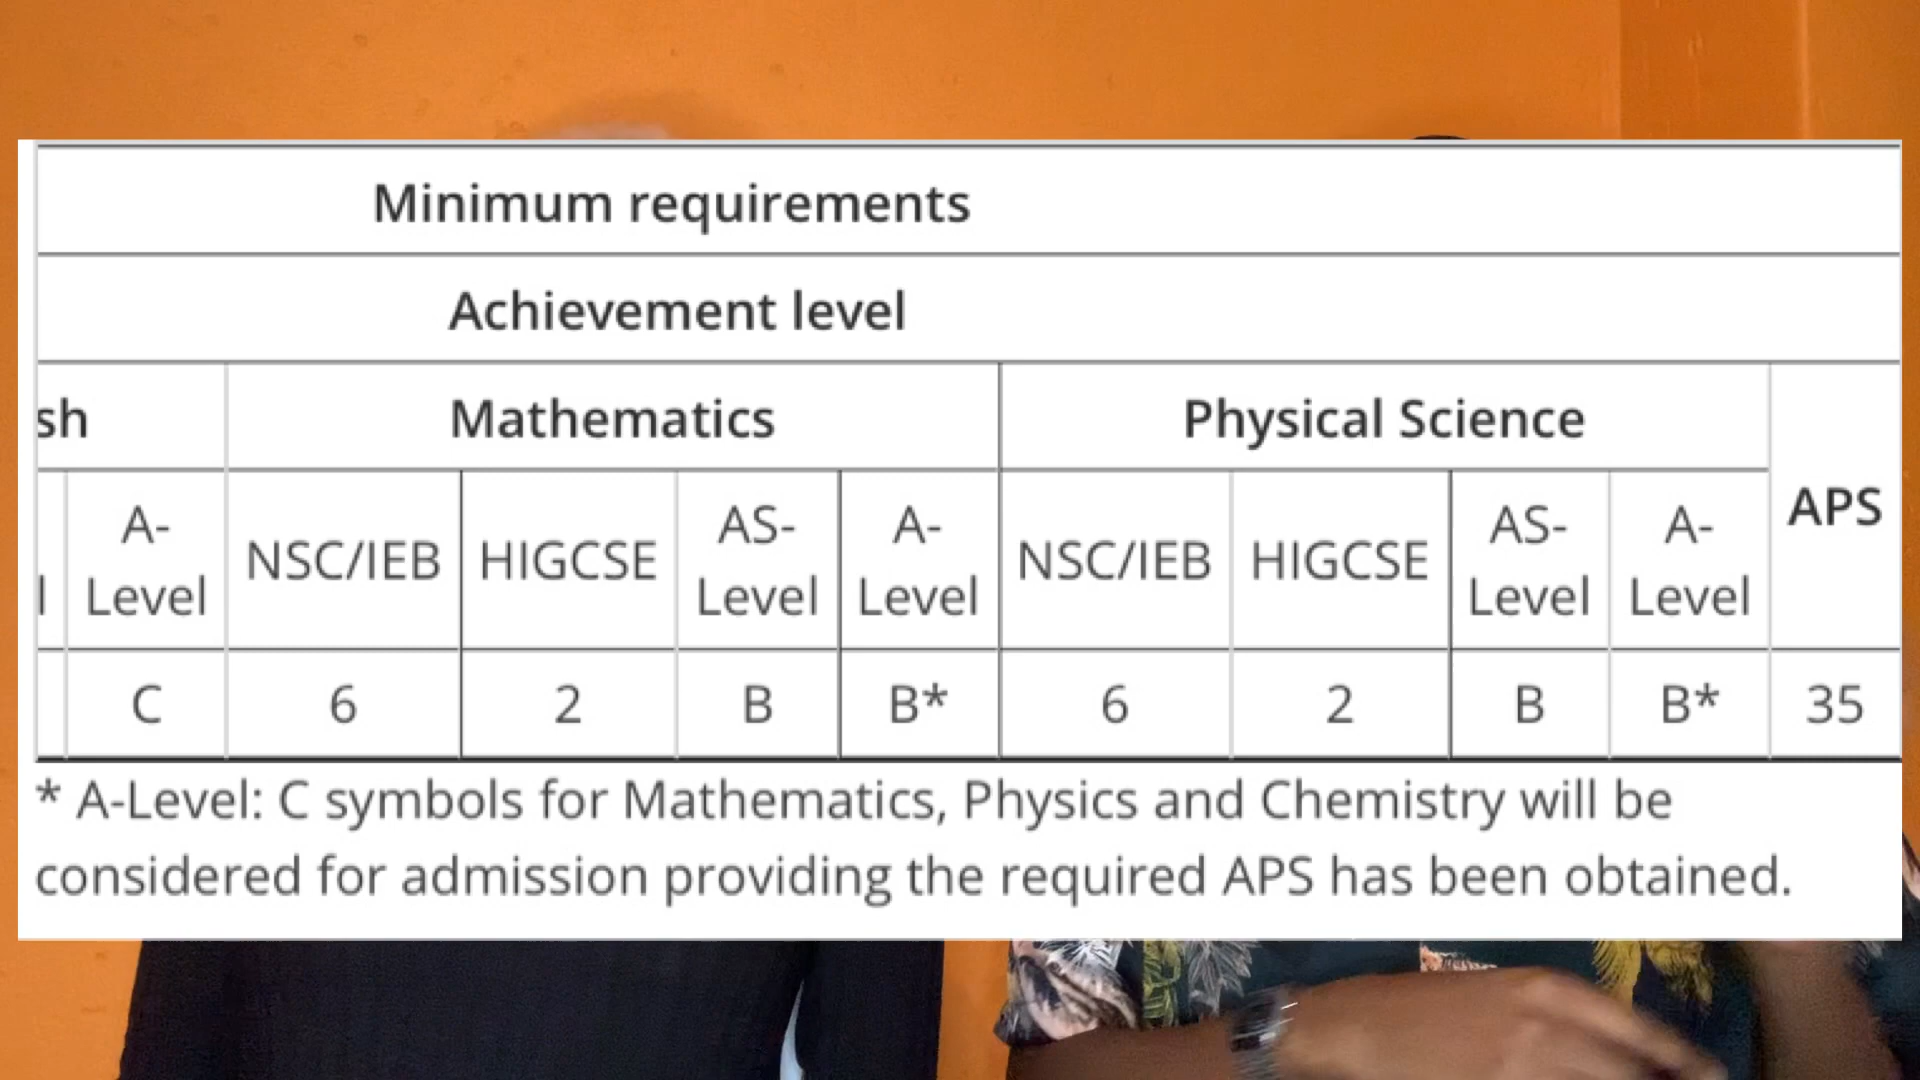 Minimum requirements
Achievement level
sh Mathematics Physical Science APS
l A-Level NSC/IEB HIGCSE AS-Level A-Level NSC/IEB HIGCSE AS-Level A-Level
C 6 2 B B* 6 2 B B* 35
* A-Level: C symbols for Mathematics, Physics and Chemistry will be
considered for admission providing the required APS has been obtained.